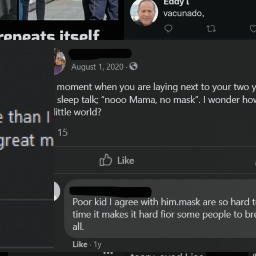 repeats itself
Eddy t
vacunado,
August 1, 2020
moment when you are laying next to your two y
sleep talk; "nooo Mama, no mask". I wonder how
little world?
15
e than I
great m
Like
Poor kid I agree with him.mask are so hard t
time it makes it hard fior some people to bre
all.
Like · 1y